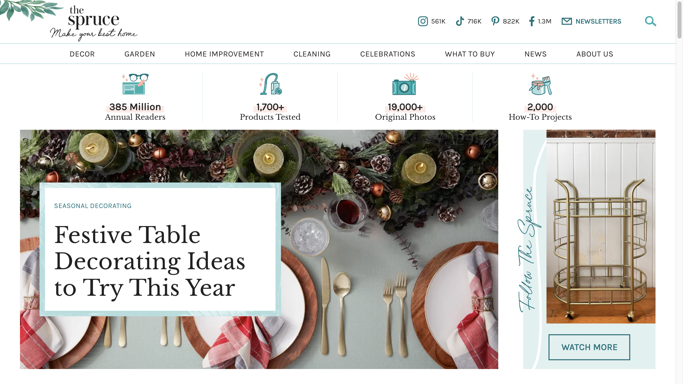 the
spruce
Make your best home
561K
716K
822K
1.3M
NEWSLETTERS
DECOR
GARDEN
HOME IMPROVEMENT
CLEANING
CELEBRATIONS
WHAT TO BUY
NEWS
ABOUT US
385 Million
Annual Readers
1,700+
Products Tested
19,000+
Original Photos
2,000
How-To Projects
SEASONAL DECORATING
Festive Table
Decorating Ideas
to Try This Year
Follow The Spruce
WATCH MORE